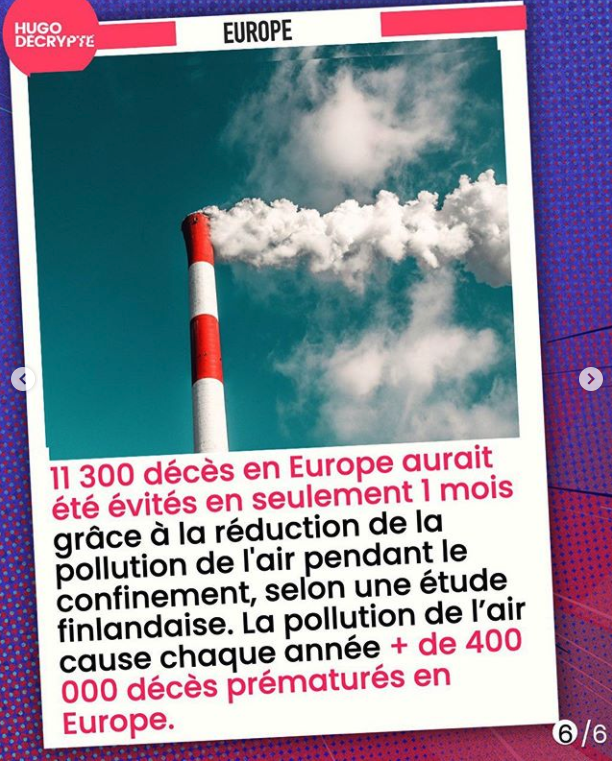 HUGO
DÉCRYPTE
EUROPE
11 300 décès en Europe aurait
été évités en seulement 1 mois
grâce à la réduction de la
pollution de l'air pendant le
confinement, selon une étude
finlandaise. La pollution de l’air
cause chaque année + de 400
000 décès prématurés en
Europe.
6/6